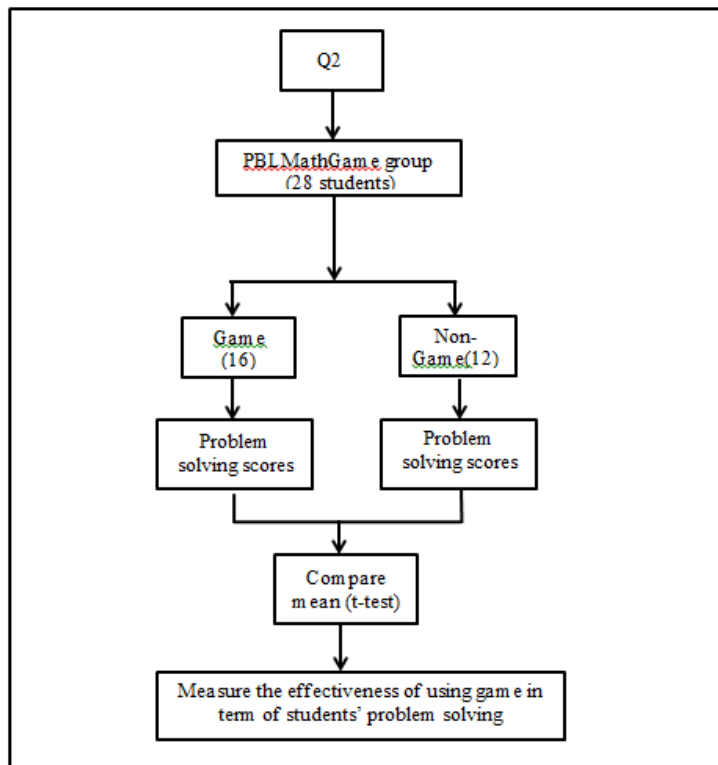 Q2
PBLMathGame group
(28 students)
Game
(16)
Non-
Game(12)
Problem
solving scores
Problem
solving scores
Compare
mean (t-test)
Measure the effectiveness of using game in
term of students’ problem solving